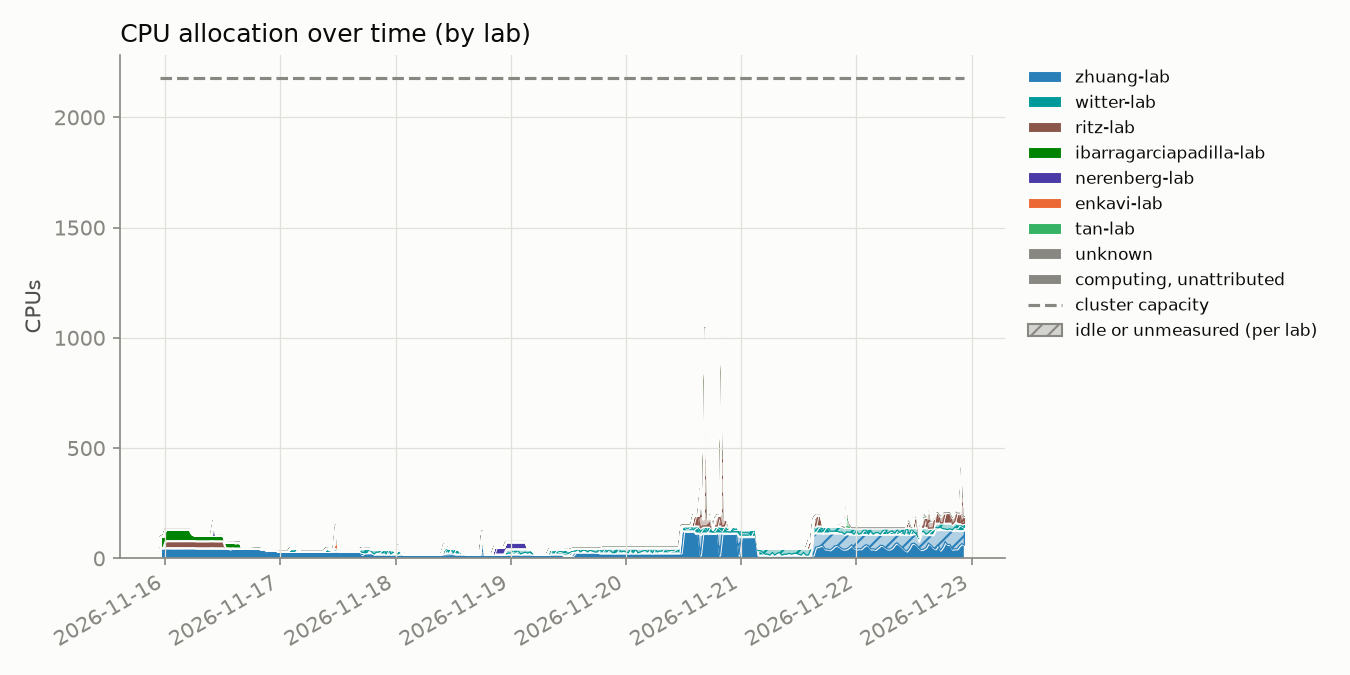 CPU allocation over time (by lab)
CPUs
2000
1500
1000
500
0
2026-11-16
2026-11-17
2026-11-18
2026-11-19
2026-11-20
2026-11-21
2026-11-22
2026-11-23
zhuang-lab
witter-lab
ritz-lab
ibarragarciapadilla-lab
nerenberg-lab
enkavi-lab
tan-lab
unknown
computing, unattributed
cluster capacity
idle or unmeasured (per lab)